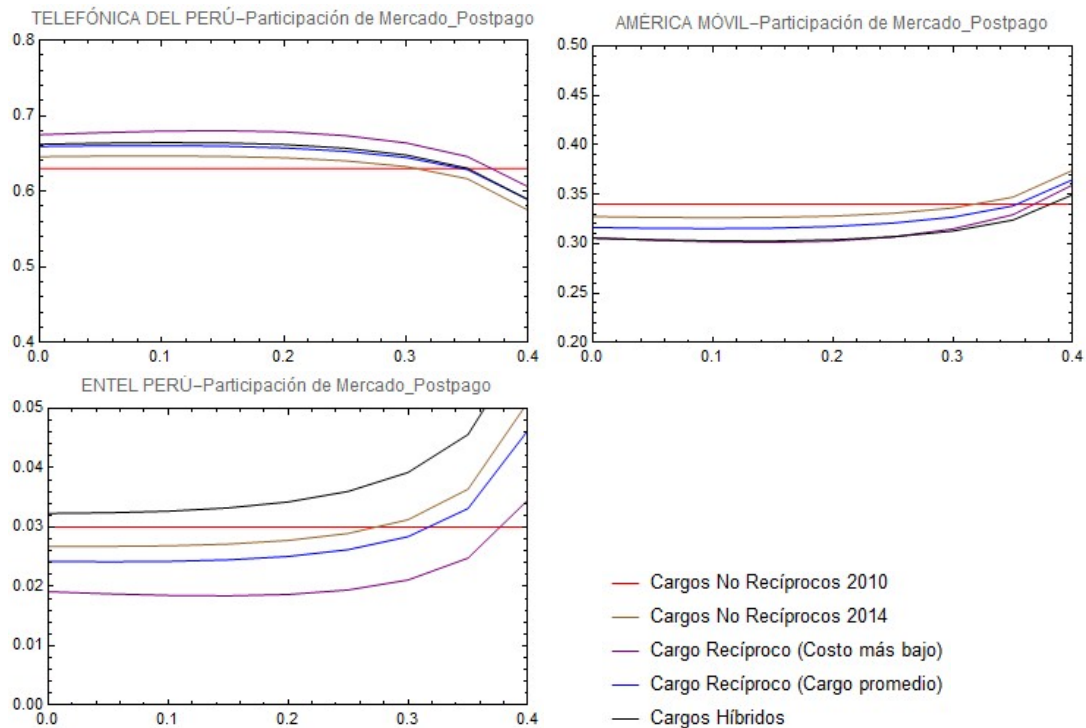 TELEFÓNICA DEL PERÚ–Participación de Mercado_Postpago
0.8
0.7
0.6
0.5
0.4
0.0 0.1 0.2 0.3 0.4
AMÉRICA MÓVIL–Participación de Mercado_Postpago
0.50
0.45
0.40
0.35
0.30
0.25
0.20
0.0 0.1 0.2 0.3 0.4
ENTEL PERÚ–Participación de Mercado_Postpago
0.05
0.04
0.03
0.02
0.01
0.00
0.0 0.1 0.2 0.3 0.4
Cargos No Recíprocos 2010
Cargos No Recíprocos 2014
Cargo Recíproco (Costo más bajo)
Cargo Recíproco (Cargo promedio)
Cargos Híbridos